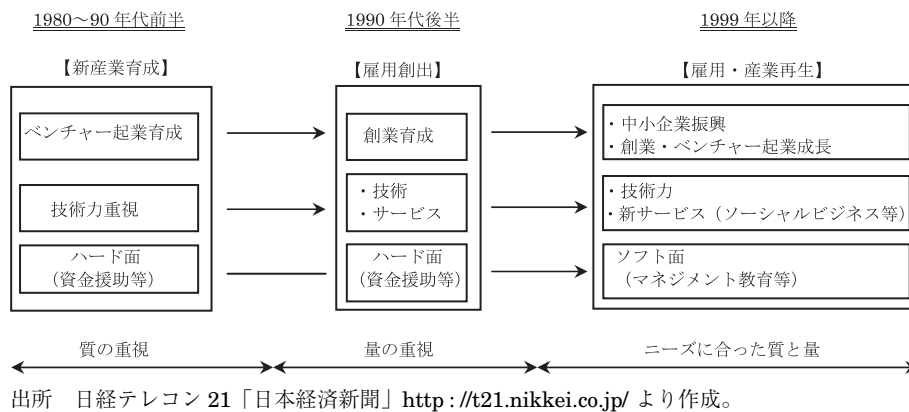 1980～90 年代前半
1990 年代後半
1999 年以降
【新産業育成】
【雇用創出】
【雇用・産業再生】
ベンチャー起業育成
創業育成
・中小企業振興
・創業・ベンチャー起業成長
技術力重視
・技術
・サービス
・技術力
・新サービス（ソーシャルビジネス等）
ハード面
（資金援助等）
ハード面
（資金援助等）
ソフト面
（マネジメント教育等）
質の重視
量の重視
ニーズに合った質と量
出所　日経テレコン 21「日本経済新聞」http : //t21.nikkei.co.jp/ より作成。